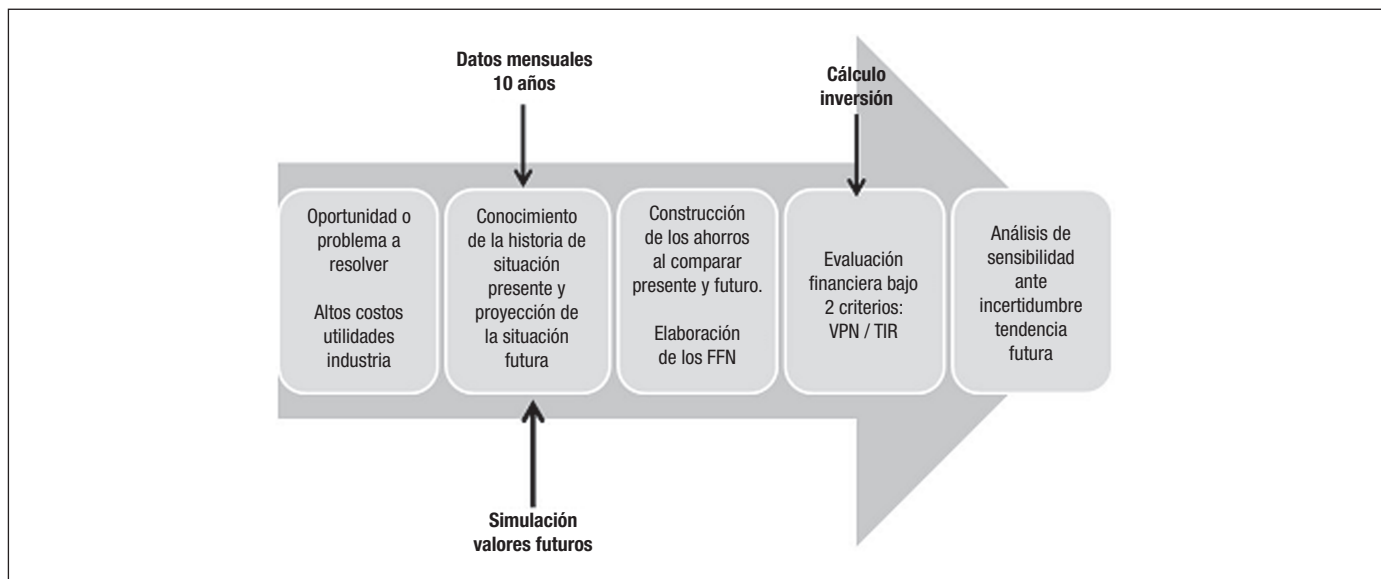 Datos mensuales
10 años
Cálculo
inversión
Oportunidad o
problema a
resolver
Altos costos
utilidades
industria
Conocimiento
de la historia de
situación
presente y
proyección de
la situación
futura
Construcción
de los ahorros
al comparar
presente y futuro.
Elaboración
de los FFN
Evaluación
financiera bajo
2 criterios:
VPN / TIR
Análisis de
sensibilidad
ante
incertidumbre
tendencia
futura
Simulación
valores futuros